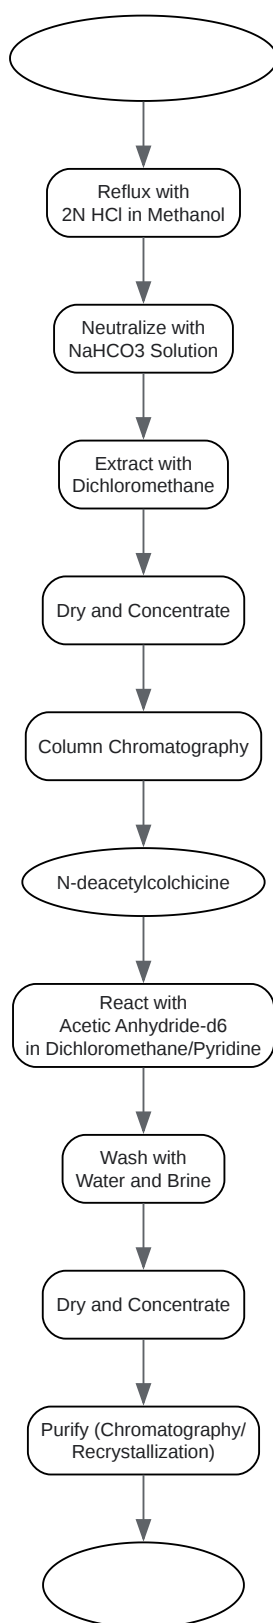 Reflux with
2N HCl in Methanol
Neutralize with
NaHCO3 Solution
Extract with
Dichloromethane
Dry and Concentrate
Column Chromatography
N-deacetylcolchicine
React with
Acetic Anhydride-d6
in Dichloromethane/Pyridine
Wash with
Water and Brine
Dry and Concentrate
Purify (Chromatography/
Recrystallization)